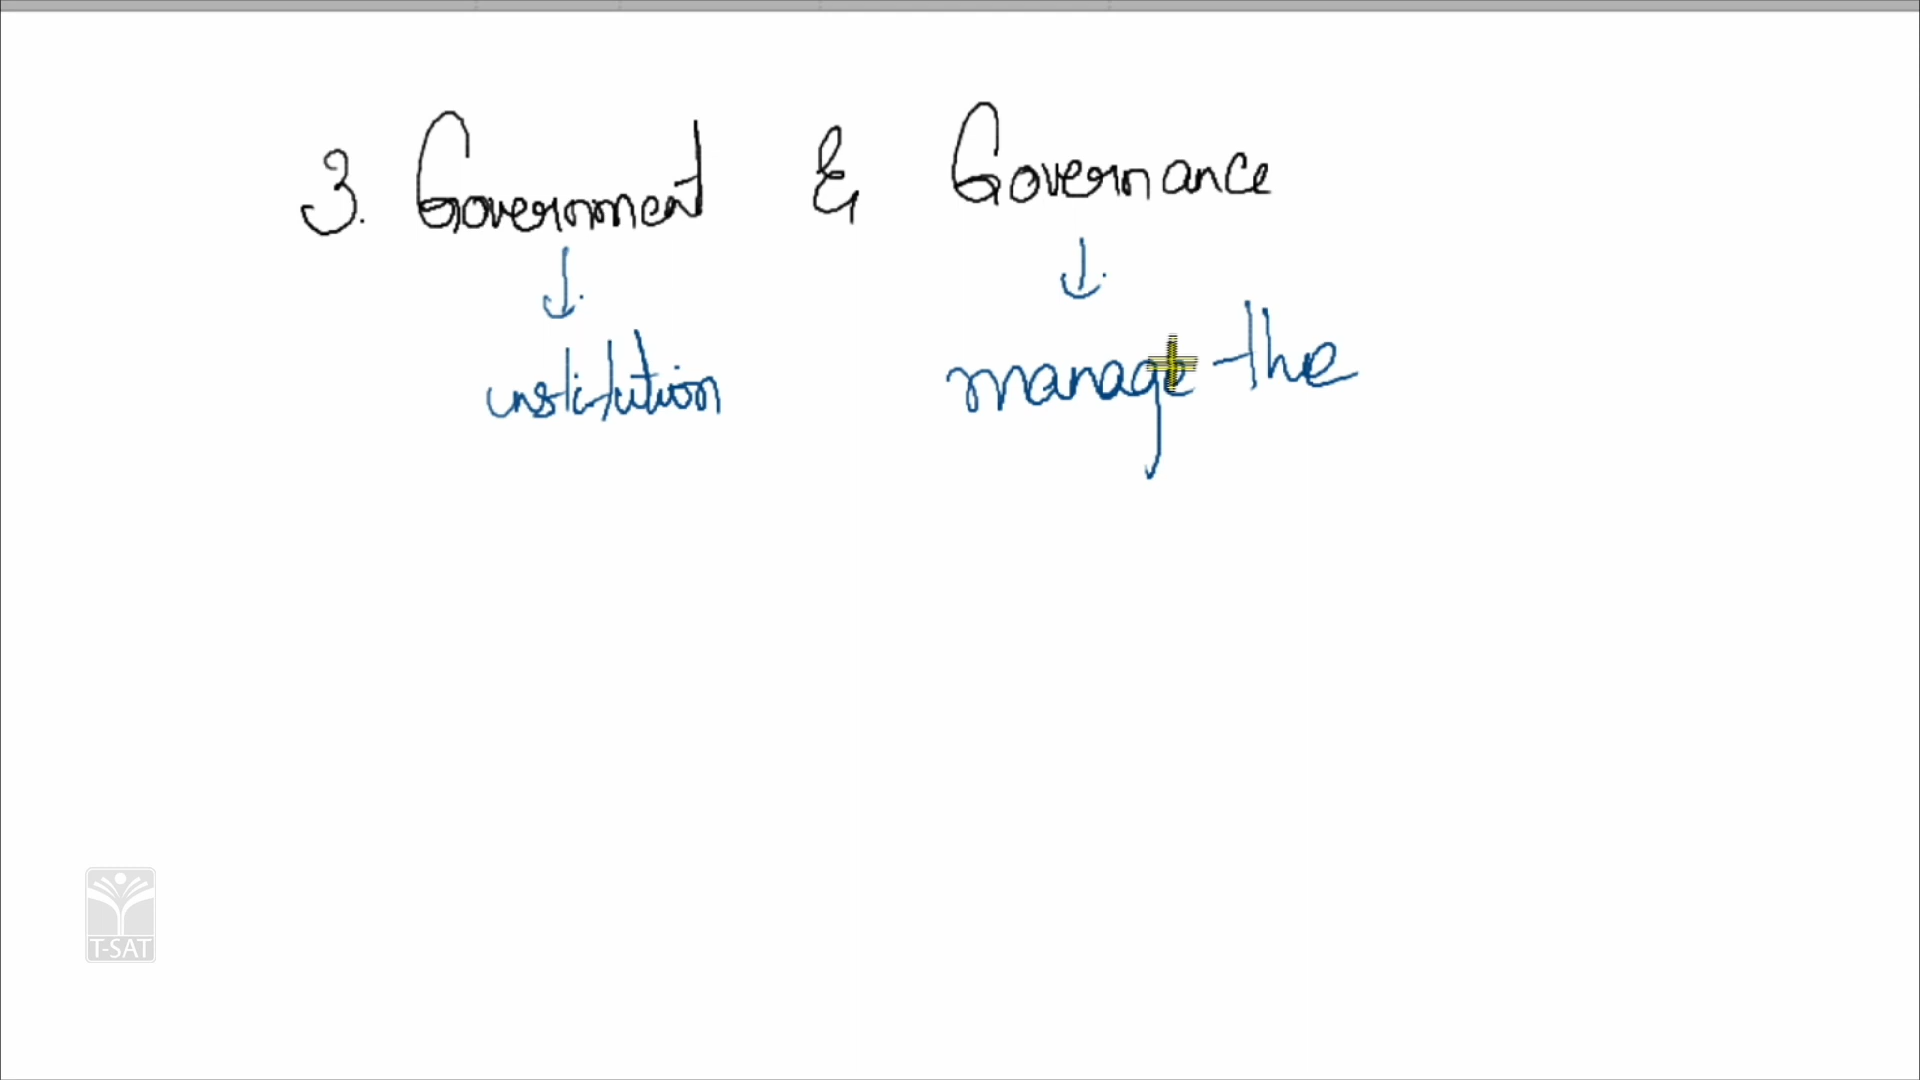 3. Government & Governance
↓ ↓
institution manage the
T-SAT